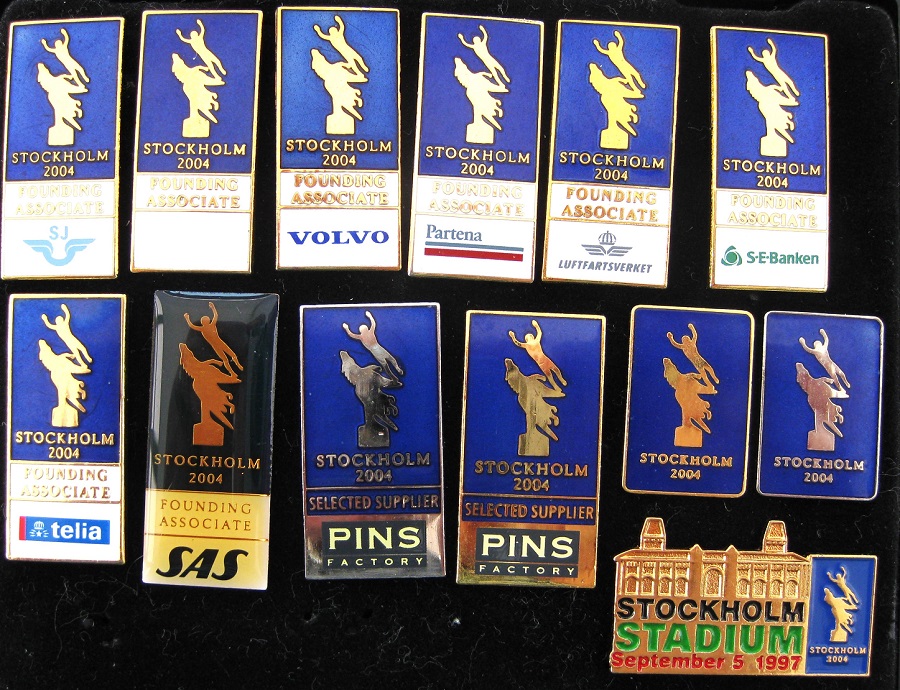 STOCKHOLM
2004
FOUNDING
ASSOCIATE
SJ
STOCKHOLM
2004
FOUNDING
ASSOCIATE
STOCKHOLM
2004
FOUNDING
ASSOCIATE
VOLVO
STOCKHOLM
2004
FOUNDING
ASSOCIATE
Partena
STOCKHOLM
2004
FOUNDING
ASSOCIATE
LUFTFARTSVERKET
STOCKHOLM
2004
FOUNDING
ASSOCIATE
S-E-Banken
STOCKHOLM
2004
FOUNDING
ASSOCIATE
telia
STOCKHOLM
2004
FOUNDING
ASSOCIATE
SAS
STOCKHOLM
2004
SELECTED SUPPLIER
PINS
FACTORY
STOCKHOLM
2004
SELECTED SUPPLIER
PINS
FACTORY
STOCKHOLM
2004
STOCKHOLM
2004
STOCKHOLM
STADIUM
September 5 1997
STOCKHOLM
2004